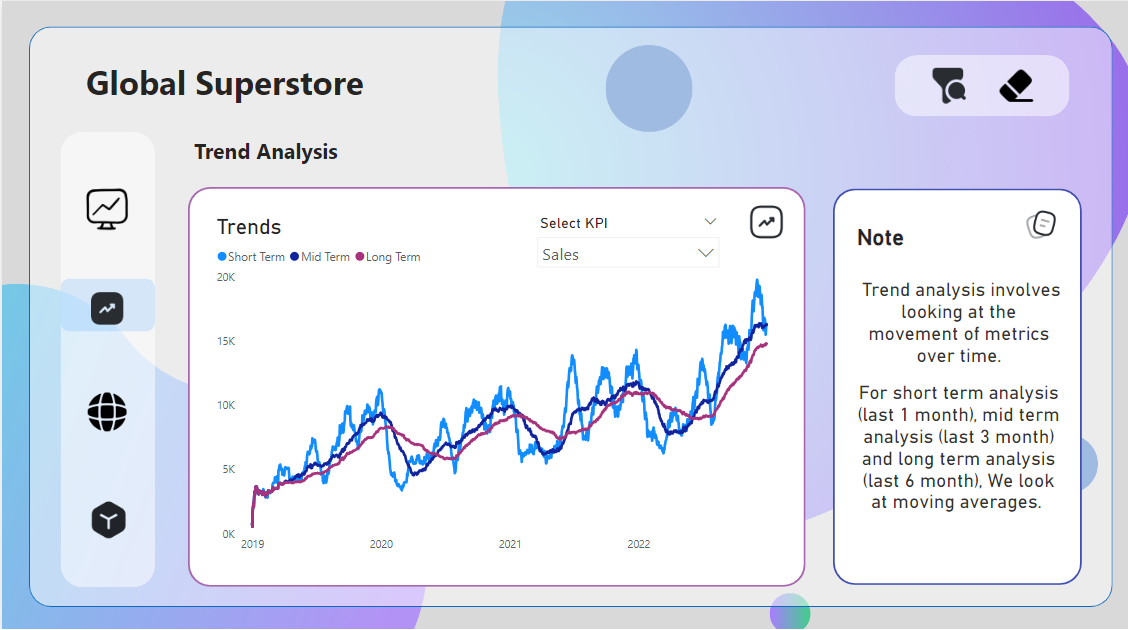 Global Superstore
Trend Analysis
Trends
Select KPI
Short Term Mid Term Long Term
Sales
20K
15K
10K
5K
0K
2019 2020 2021 2022
Note
Trend analysis involves
looking at the
movement of metrics
over time.
For short term analysis
(last 1 month), mid term
analysis (last 3 month)
and long term analysis
(last 6 month), We look
at moving averages.